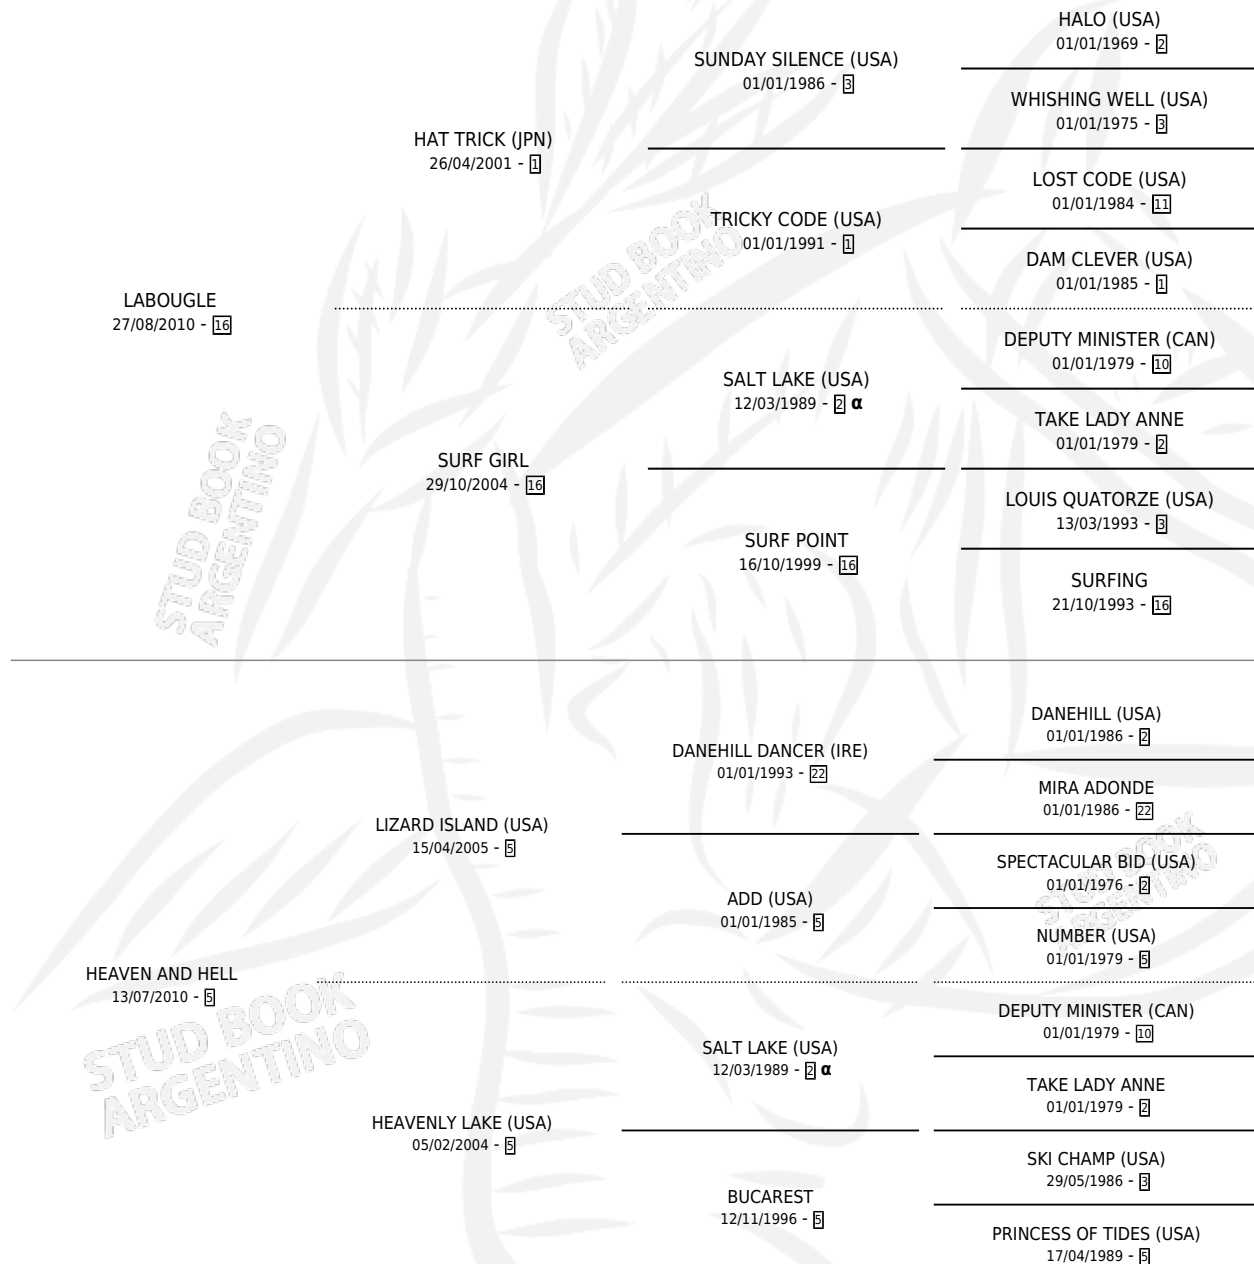 HALO (USA)
01/01/1969 - 2
SUNDAY SILENCE (USA)
01/01/1986 - 3
WHISHING WELL (USA)
01/01/1975 - 3
HAT TRICK (JPN)
26/04/2001 - 1
LOST CODE (USA)
01/01/1984 - 11
TRICKY CODE (USA)
01/01/1991 - 1
DAM CLEVER (USA)
01/01/1985 - 1
LABOUGLE
27/08/2010 - 16
DEPUTY MINISTER (CAN)
01/01/1979 - 10
SALT LAKE (USA)
12/03/1989 - 2 α
TAKE LADY ANNE
01/01/1979 - 2
SURF GIRL
29/10/2004 - 16
LOUIS QUATORZE (USA)
13/03/1993 - 3
SURF POINT
16/10/1999 - 16
SURFING
21/10/1993 - 16
DANEHILL (USA)
01/01/1986 - 2
DANEHILL DANCER (IRE)
01/01/1993 - 22
MIRA ADONDE
01/01/1986 - 22
LIZARD ISLAND (USA)
15/04/2005 - 5
SPECTACULAR BID (USA)
01/01/1976 - 2
ADD (USA)
01/01/1985 - 5
NUMBER (USA)
01/01/1979 - 5
HEAVEN AND HELL
13/07/2010 - 5
DEPUTY MINISTER (CAN)
01/01/1979 - 10
SALT LAKE (USA)
12/03/1989 - 2 α
TAKE LADY ANNE
01/01/1979 - 2
HEAVENLY LAKE (USA)
05/02/2004 - 5
SKI CHAMP (USA)
29/05/1986 - 3
BUCAREST
12/11/1996 - 5
PRINCESS OF TIDES (USA)
17/04/1989 - 5
STUD BOOK
ARGENTINO
STUD BOOK
ARGENTINO
STUD BOOK
ARGENTINO
STUD BOOK
ARGENTINO